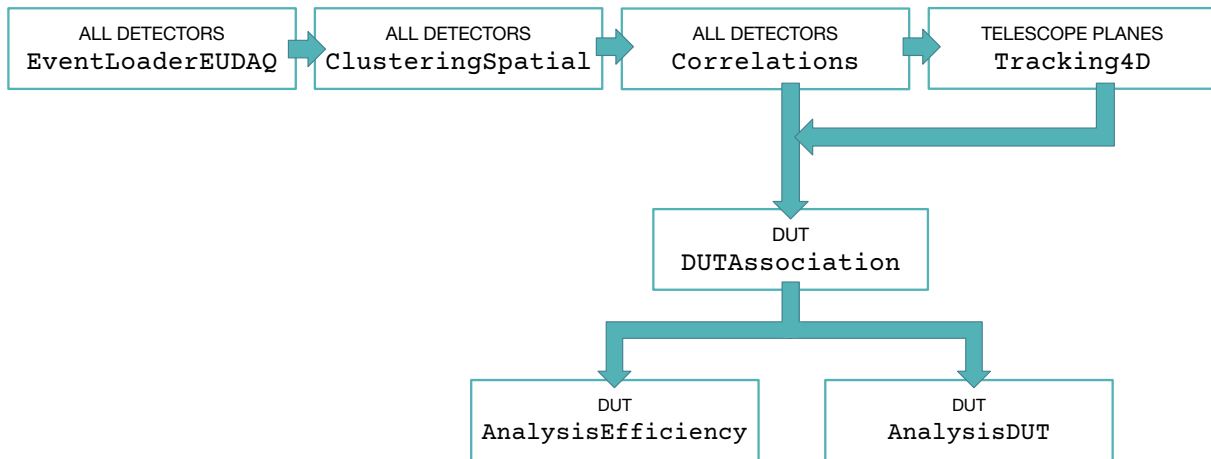 ALL DETECTORS
EventLoaderEUDAQ
ALL DETECTORS
ClusteringSpatial
ALL DETECTORS
Correlations
TELESCOPE PLANES
Tracking4D
DUT
DUTAssociation
DUT
AnalysisEfficiency
DUT
AnalysisDUT